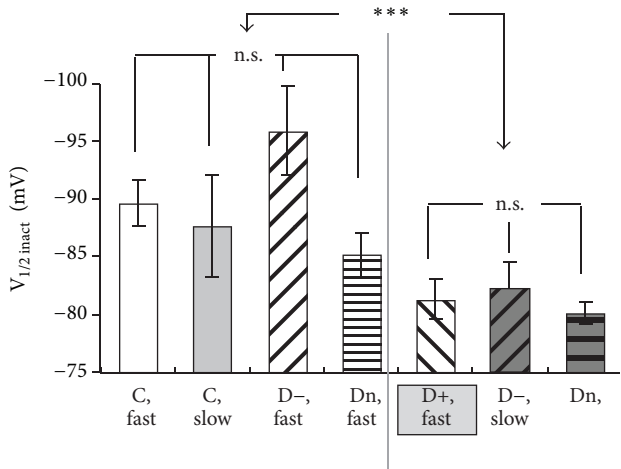 ***
n.s.
n.s.
V1/2 inact (mV)
−100
−95
−90
−85
−80
−75
C,
fast
C,
slow
D−,
fast
Dn,
fast
D+,
fast
D−,
slow
Dn,